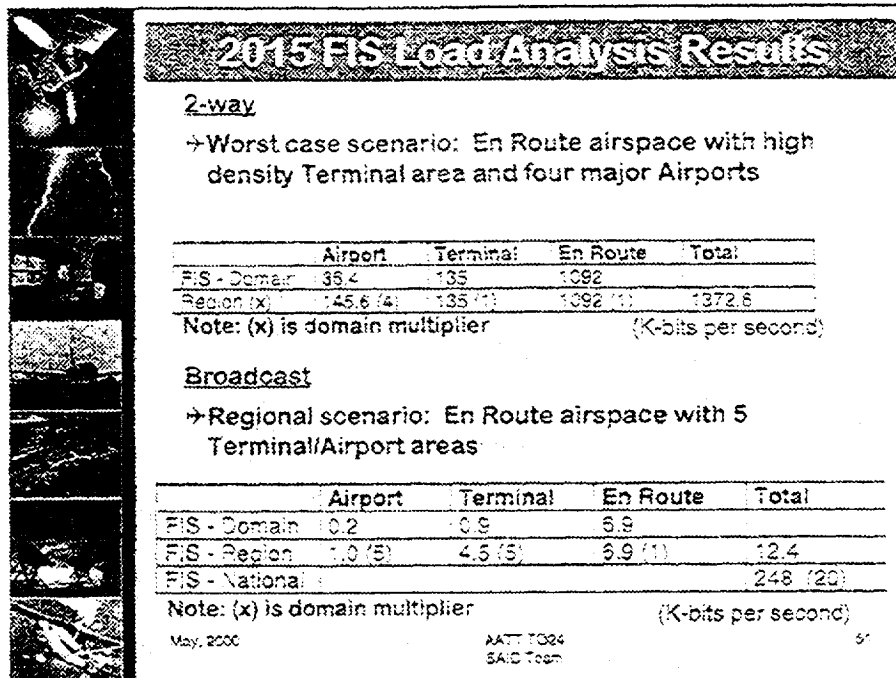 2015 FIS Load Analysis Results
2-way
→Worst case scenario: En Route airspace with high
density Terminal area and four major Airports
Airport Terminal En Route Total
FIS - Domain 36.4 135 1092
Region (x) 145.6 (4) 135 (1) 1092 (1) 1372.6
Note: (x) is domain multiplier (K-bits per second)
Broadcast
→Regional scenario: En Route airspace with 5
Terminal/Airport areas
Airport Terminal En Route Total
FIS - Domain 0.2 0.9 6.9
FIS - Region 1.0 (5) 4.5 (5) 6.9 (1) 12.4
FIS - National 248 (20)
Note: (x) is domain multiplier (K-bits per second)
May, 2000 AATT TO24 51
SAIC Team